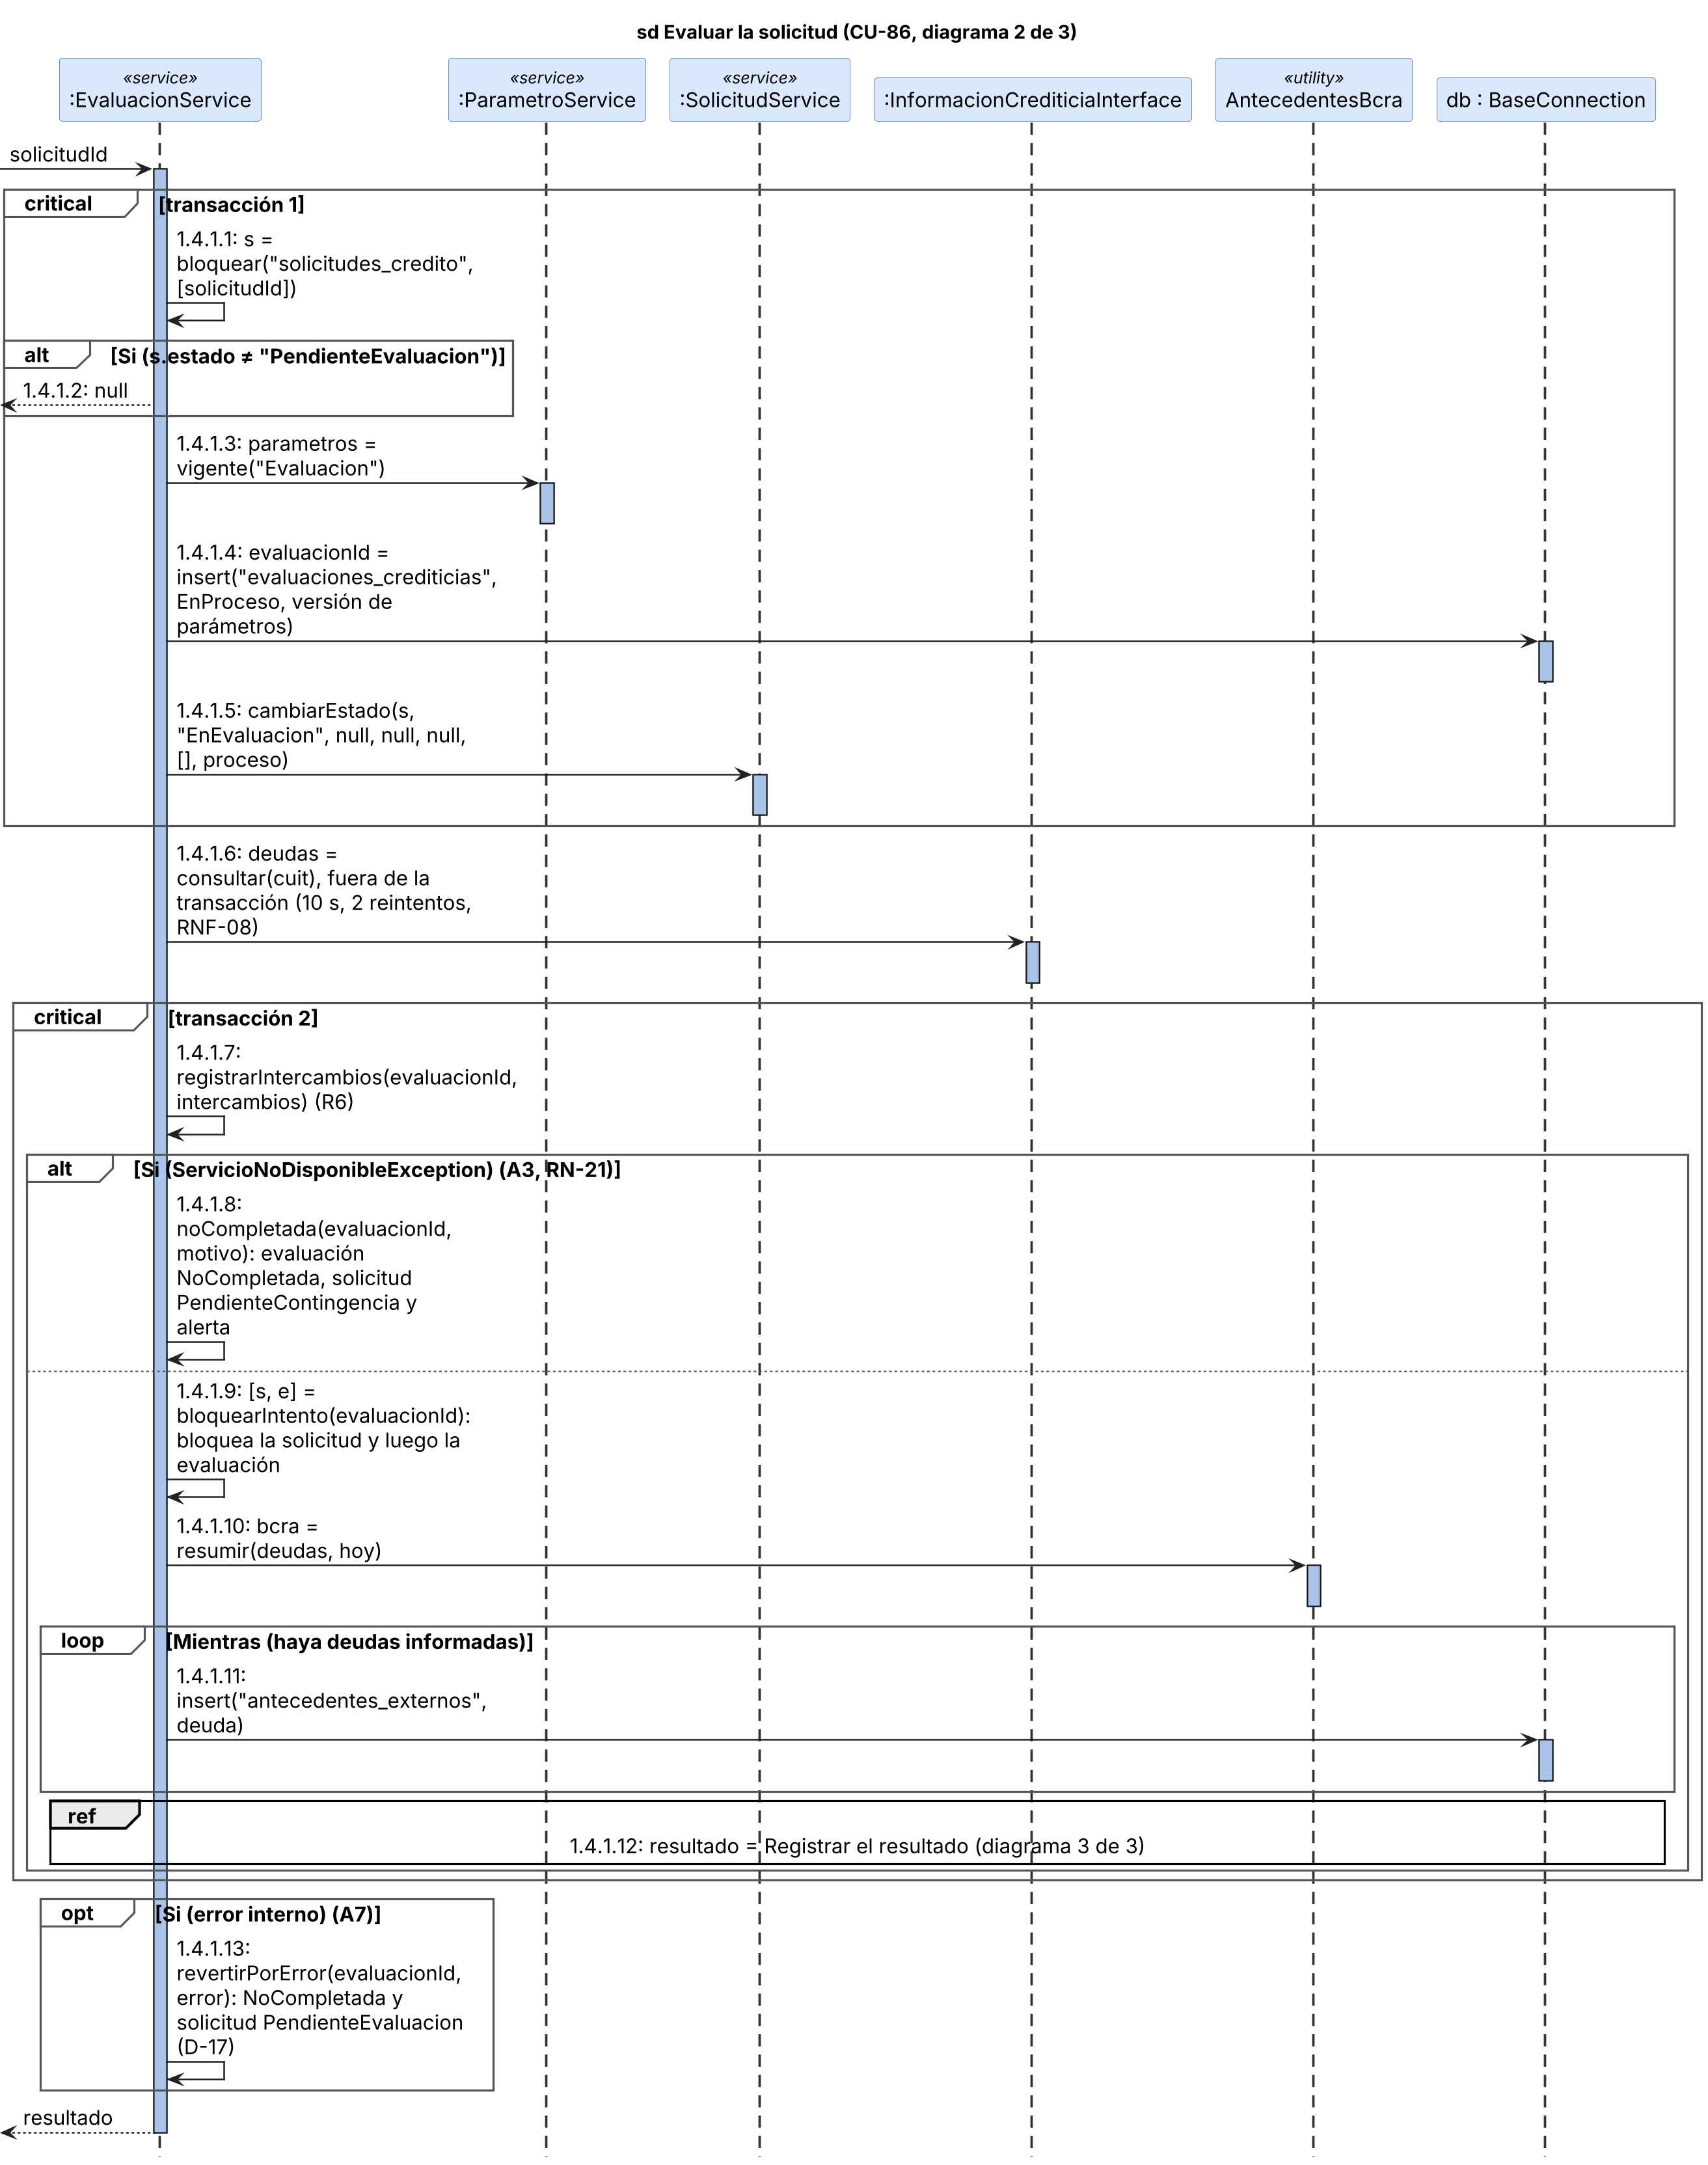 sd Evaluar la solicitud (CU-86, diagrama 2 de 3)
«service»
:EvaluacionService
«service»
:ParametroService
«service»
:SolicitudService
:InformacionCrediticiaInterface
«utility»
AntecedentesBcra
db : BaseConnection
solicitudId
critical
[transacción 1]
1.4.1.1: s =
bloquear("solicitudes_credito",
[solicitudId])
alt
[Si (s.estado ≠ "PendienteEvaluacion")]
1.4.1.2: null
1.4.1.3: parametros =
vigente("Evaluacion")
1.4.1.4: evaluacionId =
insert("evaluaciones_crediticias",
EnProceso, versión de
parámetros)
1.4.1.5: cambiarEstado(s,
"EnEvaluacion", null, null, null,
[], proceso)
1.4.1.6: deudas =
consultar(cuit), fuera de la
transacción (10 s, 2 reintentos,
RNF-08)
critical
[transacción 2]
1.4.1.7:
registrarIntercambios(evaluacionId,
intercambios) (R6)
alt
[Si (ServicioNoDisponibleException) (A3, RN-21)]
1.4.1.8:
noCompletada(evaluacionId,
motivo): evaluación
NoCompletada, solicitud
PendienteContingencia y
alerta
1.4.1.9: [s, e] =
bloquearIntento(evaluacionId):
bloquea la solicitud y luego la
evaluación
1.4.1.10: bcra =
resumir(deudas, hoy)
loop
[Mientras (haya deudas informadas)]
1.4.1.11:
insert("antecedentes_externos",
deuda)
ref
1.4.1.12: resultado = Registrar el resultado (diagrama 3 de 3)
opt
[Si (error interno) (A7)]
1.4.1.13:
revertirPorError(evaluacionId,
error): NoCompletada y
solicitud PendienteEvaluacion
(D-17)
resultado